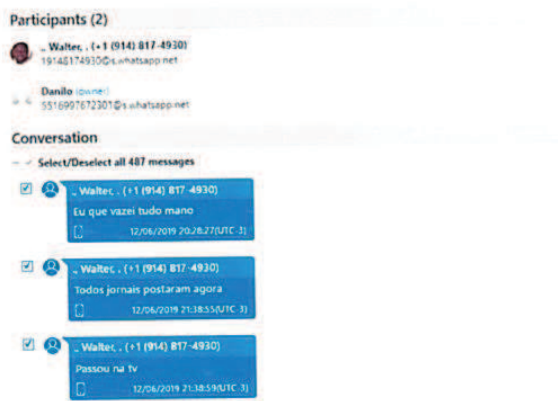 Participants (2)
., Walter, . (+1 (914) 817-4930)
19148174930@s.whatsapp.net
Danilo (owner)
5516997672301@s.whatsapp.net
Conversation
Select/Deselect all 487 messages
., Walter, . (+1 (914) 817-4930)
Eu que vazei tudo mano
12/06/2019 20:28:27(UTC-3)
., Walter, . (+1 (914) 817-4930)
Todos jornais postaram agora
12/06/2019 21:38:55(UTC-3)
., Walter, . (+1 (914) 817-4930)
Passou na tv
12/06/2019 21:38:59(UTC-3)